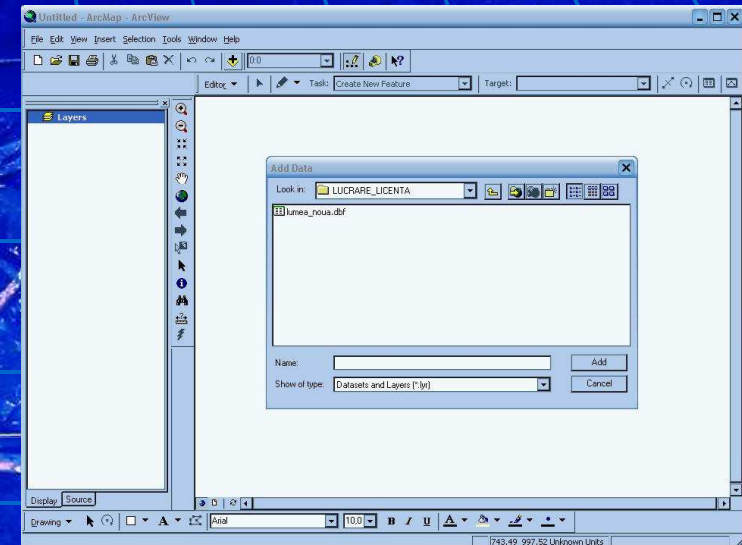 Untitled - ArcMap - ArcView
File Edit View Insert Selection Tools Window Help
0:0
Editor Task: Create New Feature Target:
Layers
Add Data
Look in: LUCRARE_LICENTA
lumea_noua.dbf
Name: Add
Show of type: Datasets and Layers (*.lyr) Cancel
Display Source
Drawing A Arial 10,0 B I U A
743,49 997,52 Unknown Units